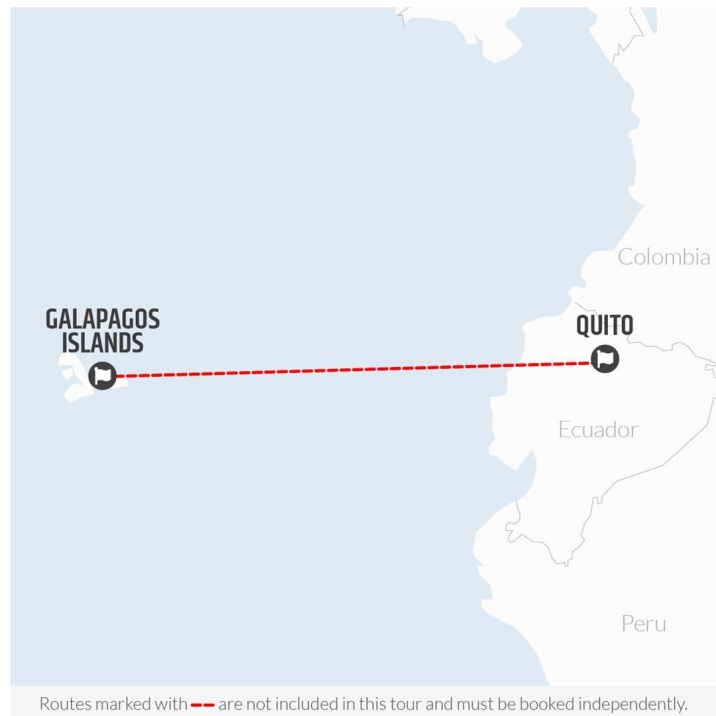 Colombia
GALAPAGOS
ISLANDS
QUITO
Ecuador
Peru
Routes marked with are not included in this tour and must be booked independently.